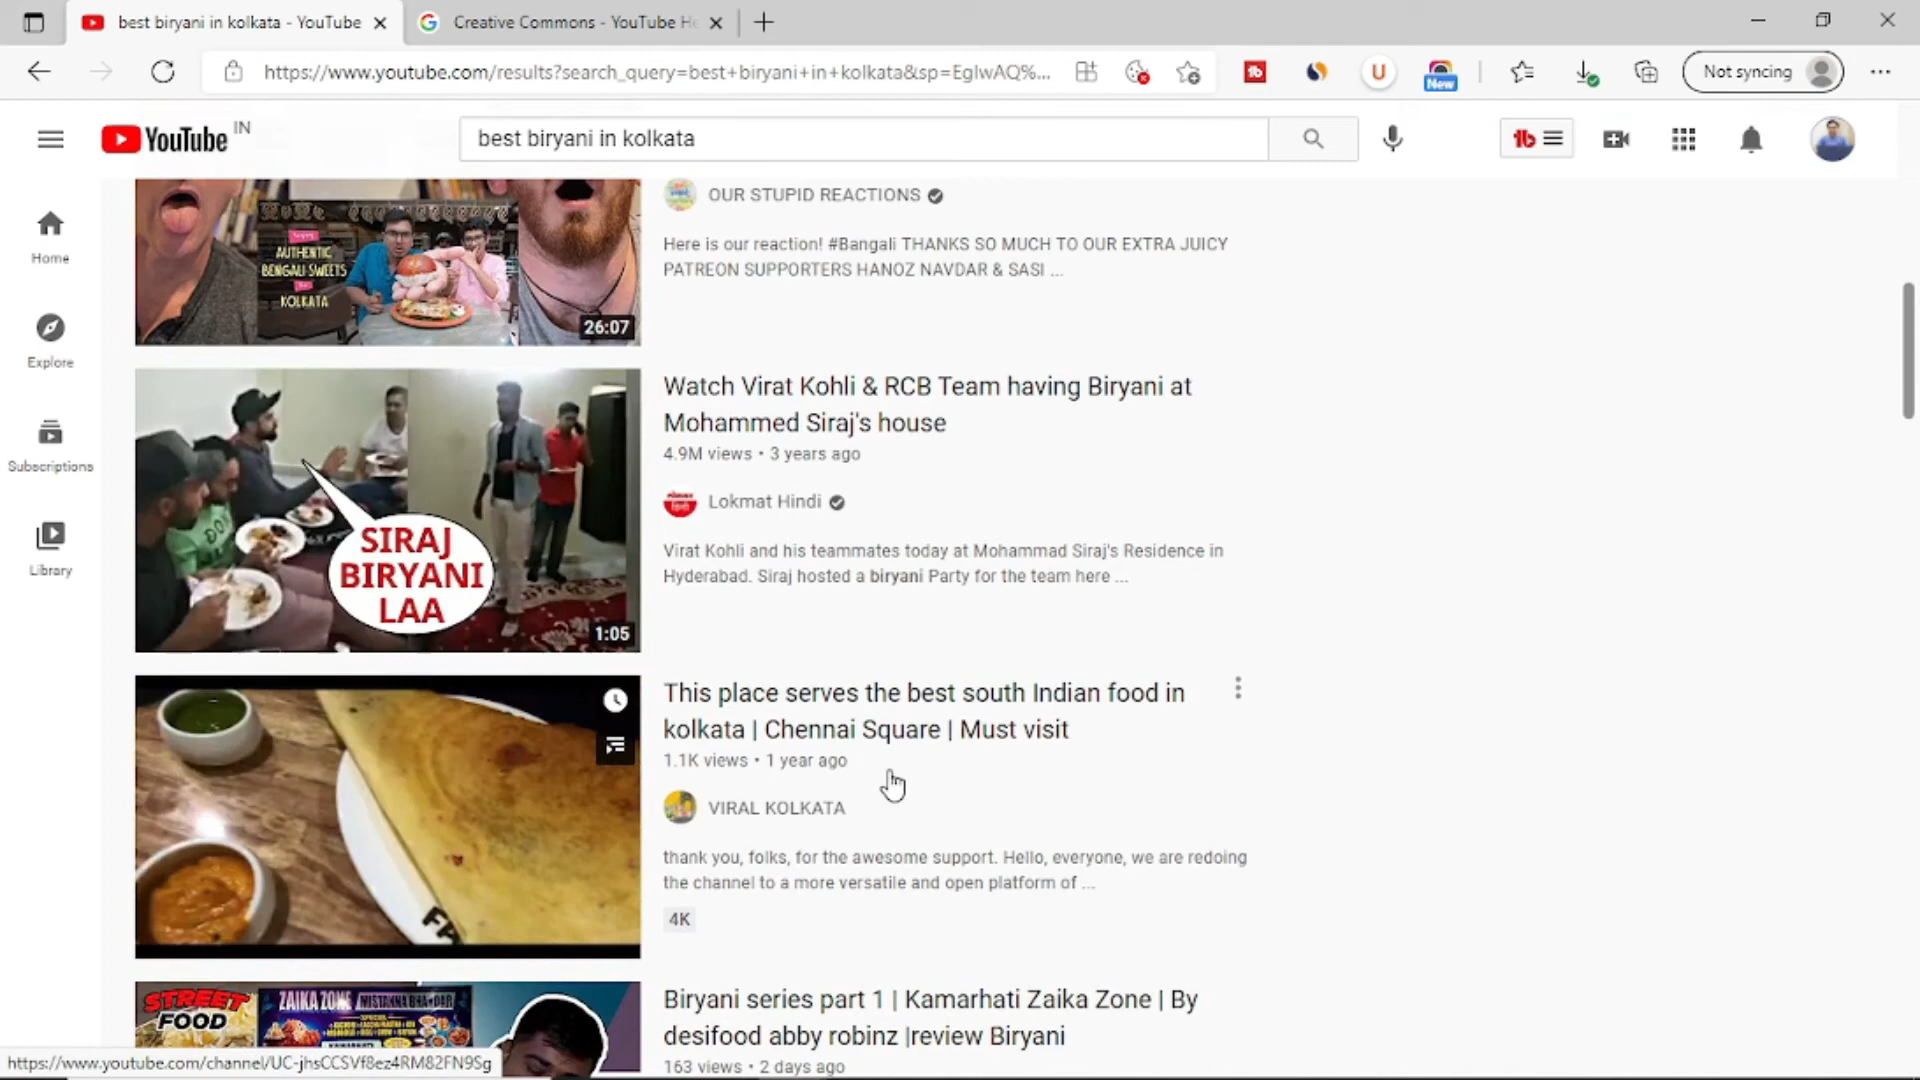 best biryani in kolkata - YouTube
Creative Commons - YouTube He
https://www.youtube.com/results?search_query=best+biryani+in+kolkata&sp=EgIwAQ%...
New
Not syncing
YouTube IN
best biryani in kolkata
Home
Explore
Subscriptions
Library
AUTHENTIC
BENGALI SWEETS
KOLKATA
26:07
OUR STUPID REACTIONS
Here is our reaction! #Bangali THANKS SO MUCH TO OUR EXTRA JUICY
PATREON SUPPORTERS HANOZ NAVDAR & SASI ...
SIRAJ
BIRYANI
LAA
1:05
Watch Virat Kohli & RCB Team having Biryani at
Mohammed Siraj's house
4.9M views • 3 years ago
Lokmat Hindi
Virat Kohli and his teammates today at Mohammad Siraj's Residence in
Hyderabad. Siraj hosted a biryani Party for the team here ...
This place serves the best south Indian food in
kolkata | Chennai Square | Must visit
1.1K views • 1 year ago
VIRAL KOLKATA
thank you, folks, for the awesome support. Hello, everyone, we are redoing
the channel to a more versatile and open platform of ...
4K
STREET
FOOD
ZAIKA ZONE
Biryani series part 1 | Kamarhati Zaika Zone | By
desifood abby robinz |review Biryani
163 views • 2 days ago
https://www.youtube.com/channel/UC-jhsCCSVf8ez4RM82FN9Sg